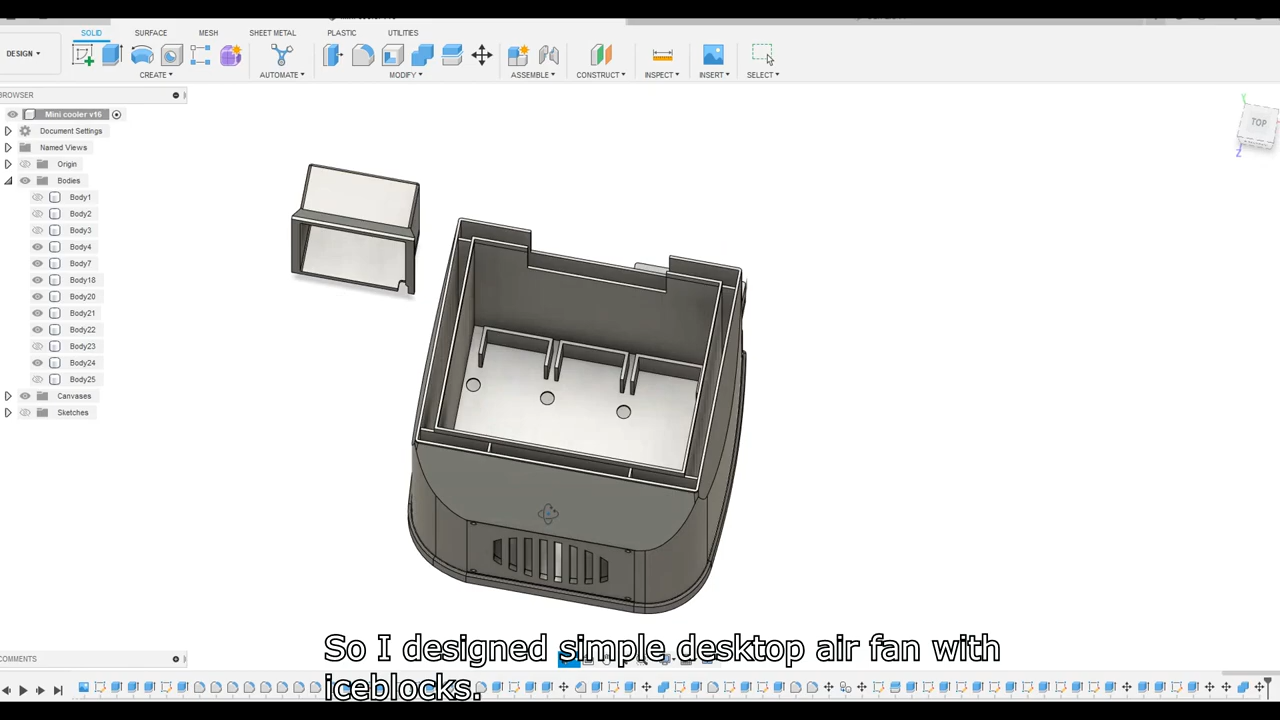 SOLID SURFACE MESH SHEET METAL PLASTIC UTILITIES
DESIGN
CREATE AUTOMATE MODIFY ASSEMBLE CONSTRUCT INSPECT INSERT SELECT
BROWSER
Mini cooler v16
Document Settings
Named Views
Origin
Bodies
Body1
Body2
Body3
Body4
Body7
Body18
Body20
Body21
Body22
Body23
Body24
Body25
Canvases
Sketches
TOP
Y
Z
So I designed simple desktop air fan with
iceblocks.
COMMENTS